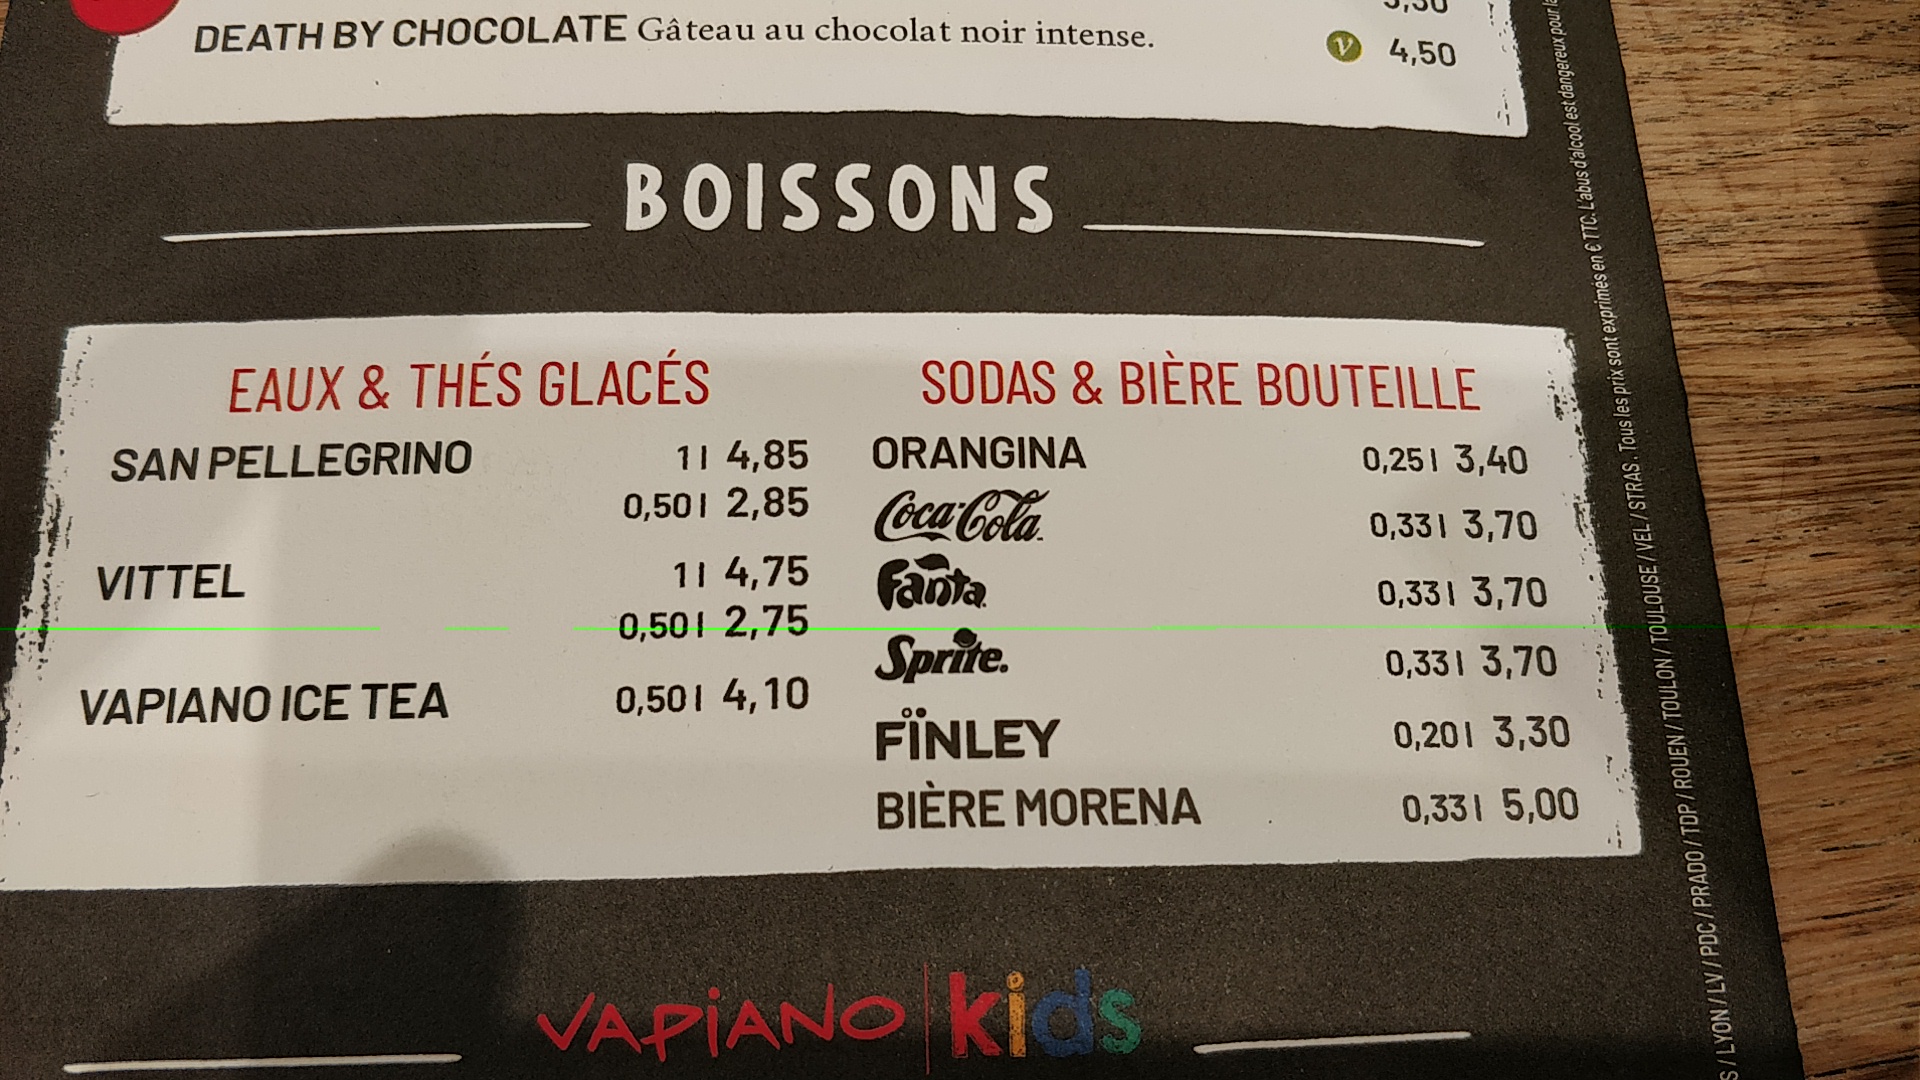 DEATH BY CHOCOLATE Gâteau au chocolat noir intense. V 4,50
BOISSONS
EAUX & THÉS GLACÉS
SAN PELLEGRINO 1 l 4,85
0,50 l 2,85
VITTEL 1 l 4,75
0,50 l 2,75
VAPIANO ICE TEA 0,50 l 4,10
SODAS & BIÈRE BOUTEILLE
ORANGINA 0,25 l 3,40
Coca-Cola 0,33 l 3,70
Fanta 0,33 l 3,70
Sprite 0,33 l 3,70
FÏNLEY 0,20 l 3,30
BIÈRE MORENA 0,33 l 5,00
VAPIANO | kids
/ LYON / LV / PDC / PRADO / TDP / ROUEN / TOULON / TOULOUSE / VEL / STRAS . Tous les prix sont exprimés en € TTC. L'abus d'alcool est dangereux pour la